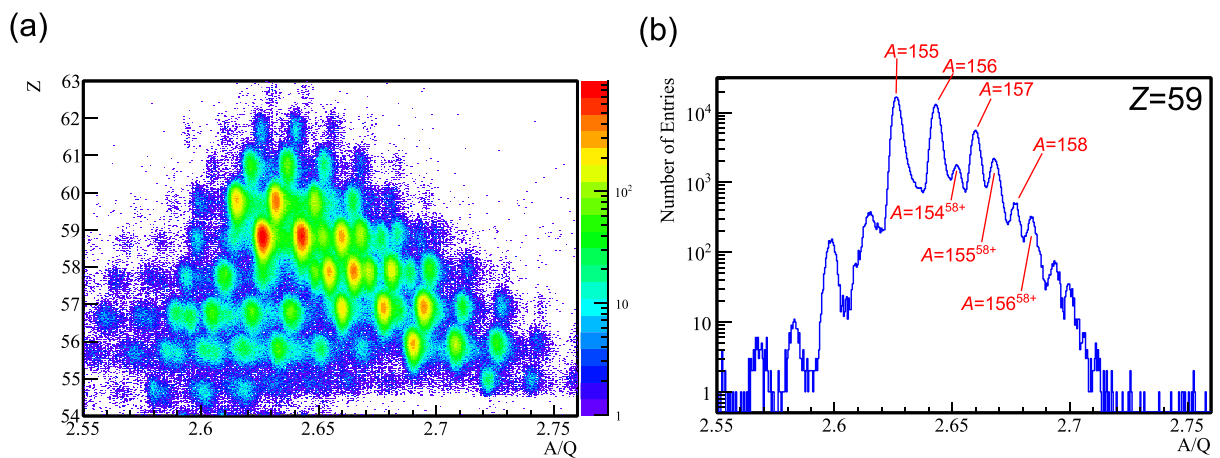 (a)
Z
63
62
61
60
59
58
57
56
55
54
2.55
2.6
2.65
2.7
2.75
A/Q
10²
10
1
(b)
Number of Entries
10⁴
10³
10²
10
1
2.55
2.6
2.65
2.7
2.75
A/Q
Z=59
A=155
A=156
A=157
A=158
A=154⁵⁸⁺
A=155⁵⁸⁺
A=156⁵⁸⁺